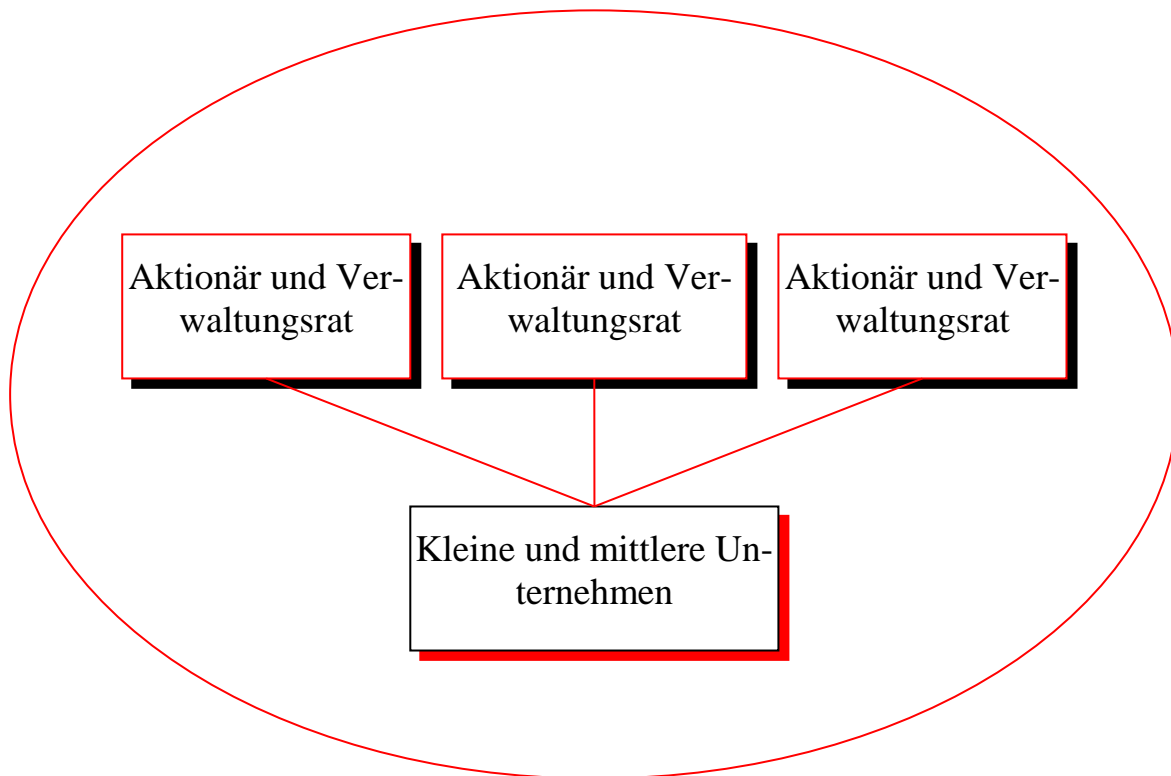 Aktionär und Ver-
waltungsrat
Aktionär und Ver-
waltungsrat
Aktionär und Ver-
waltungsrat
Kleine und mittlere Un-
ternehmen